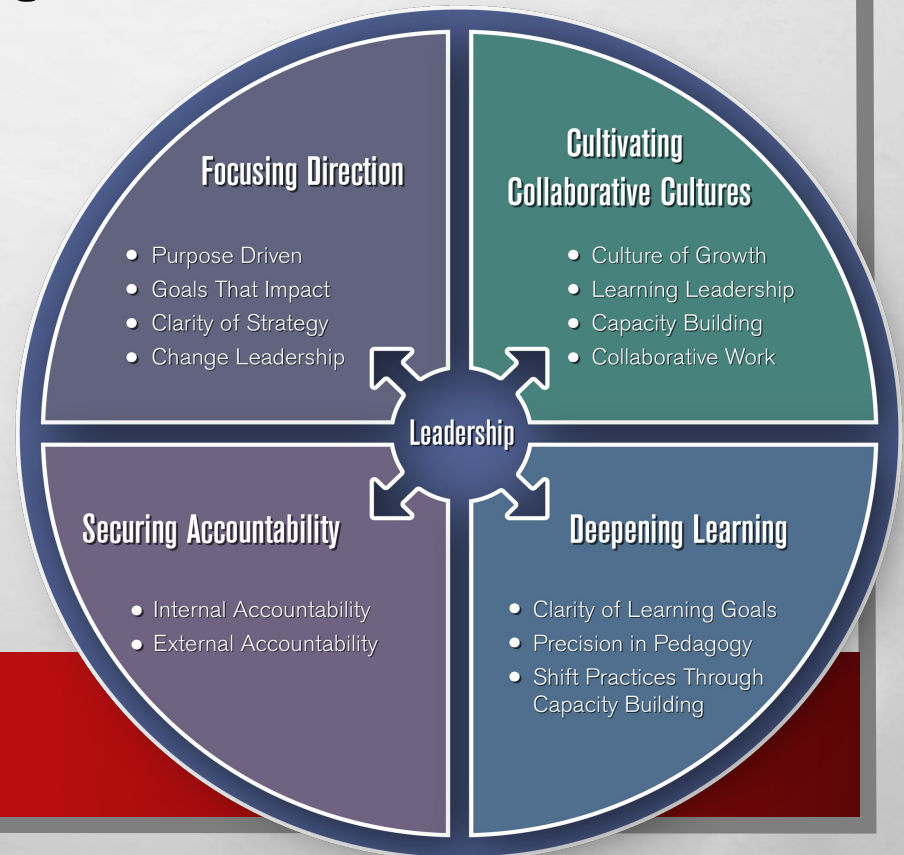 Focusing Direction
• Purpose Driven
• Goals That Impact
• Clarity of Strategy
• Change Leadership
Cultivating
Collaborative Cultures
• Culture of Growth
• Learning Leadership
• Capacity Building
• Collaborative Work
Leadership
Securing Accountability
• Internal Accountability
• External Accountability
Deepening Learning
• Clarity of Learning Goals
• Precision in Pedagogy
• Shift Practices Through
Capacity Building